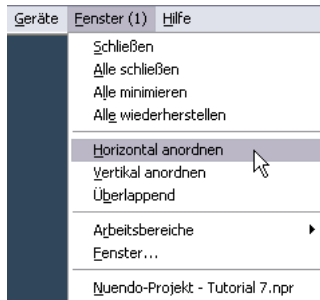 Geräte Fenster (1) Hilfe
Schließen
Alle schließen
Alle minimieren
Alle wiederherstellen
Horizontal anordnen
Vertikal anordnen
Überlappend
Arbeitsbereiche
Fenster...
Nuendo-Projekt - Tutorial 7.npr